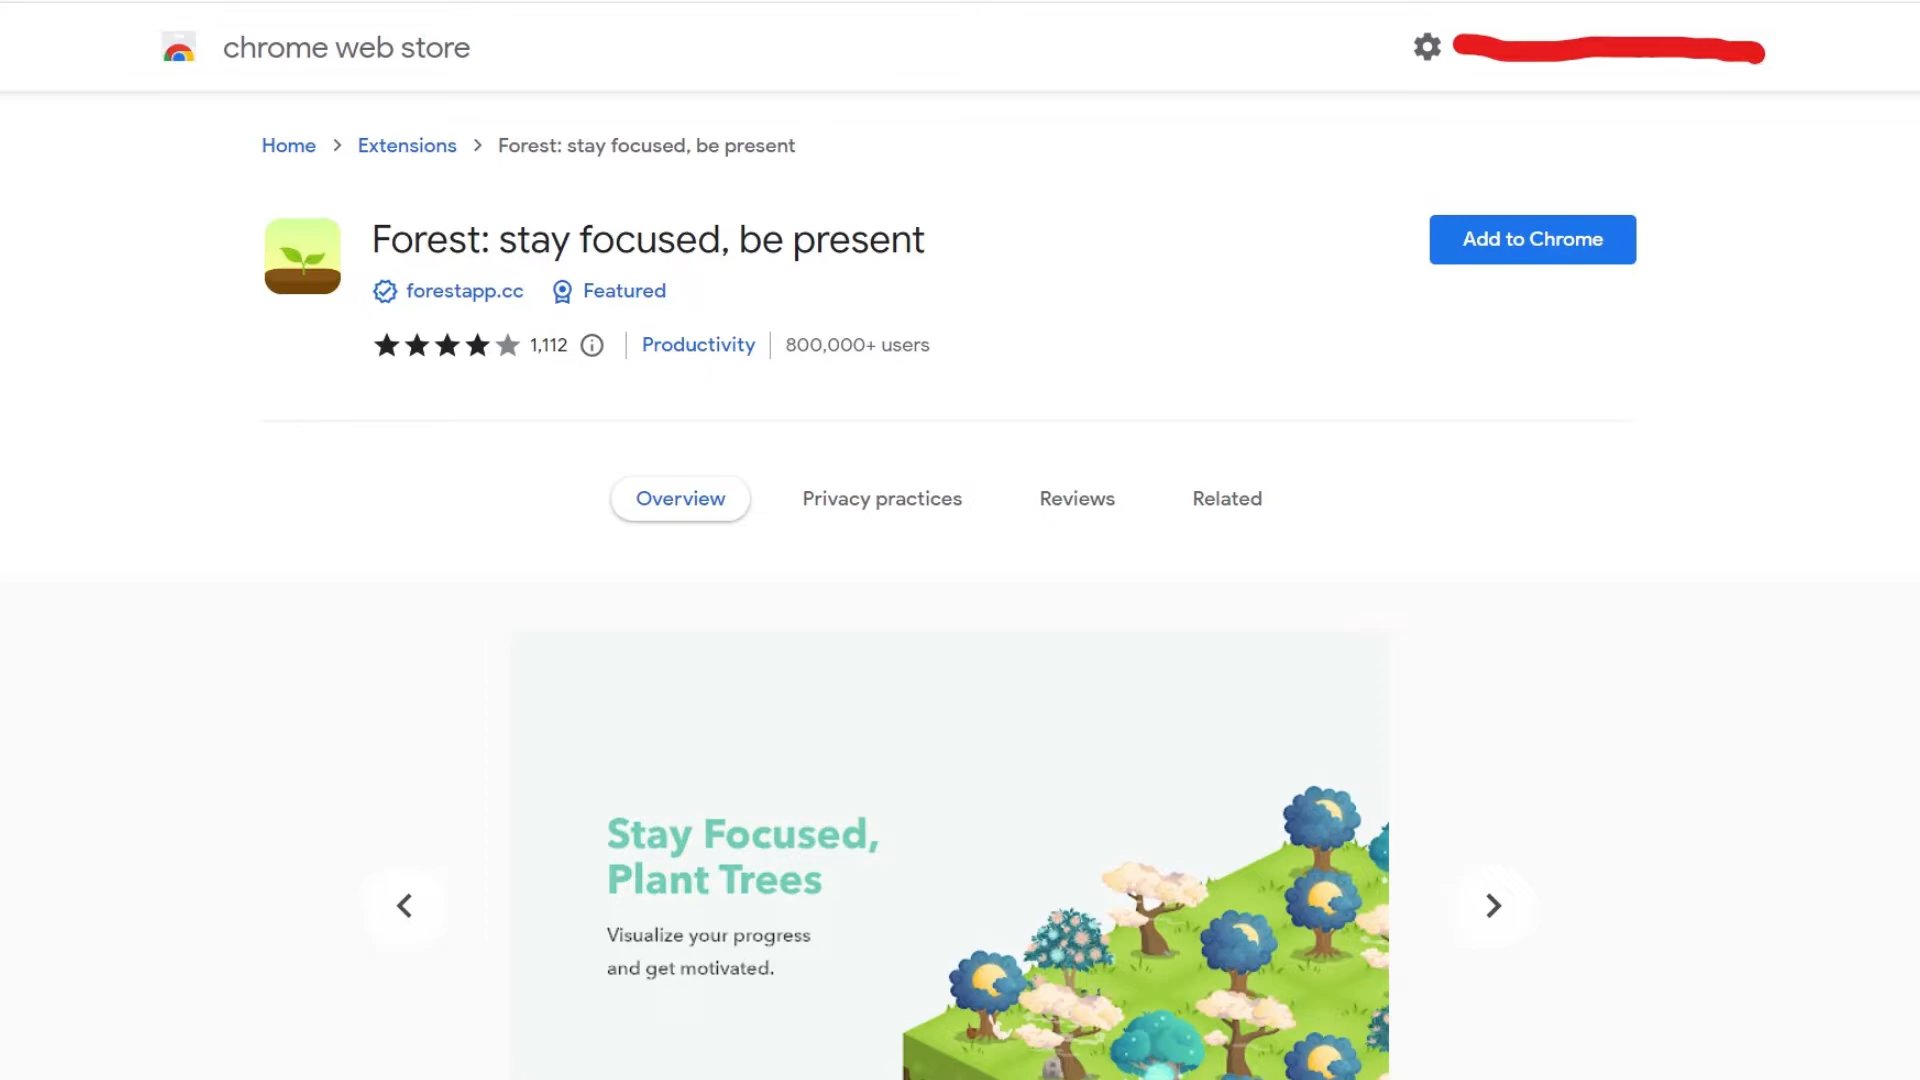 chrome web store
Home > Extensions > Forest: stay focused, be present
Forest: stay focused, be present
Add to Chrome
forestapp.cc Featured
1,112 Productivity 800,000+ users
Overview Privacy practices Reviews Related
Stay Focused,
Plant Trees
Visualize your progress
and get motivated.